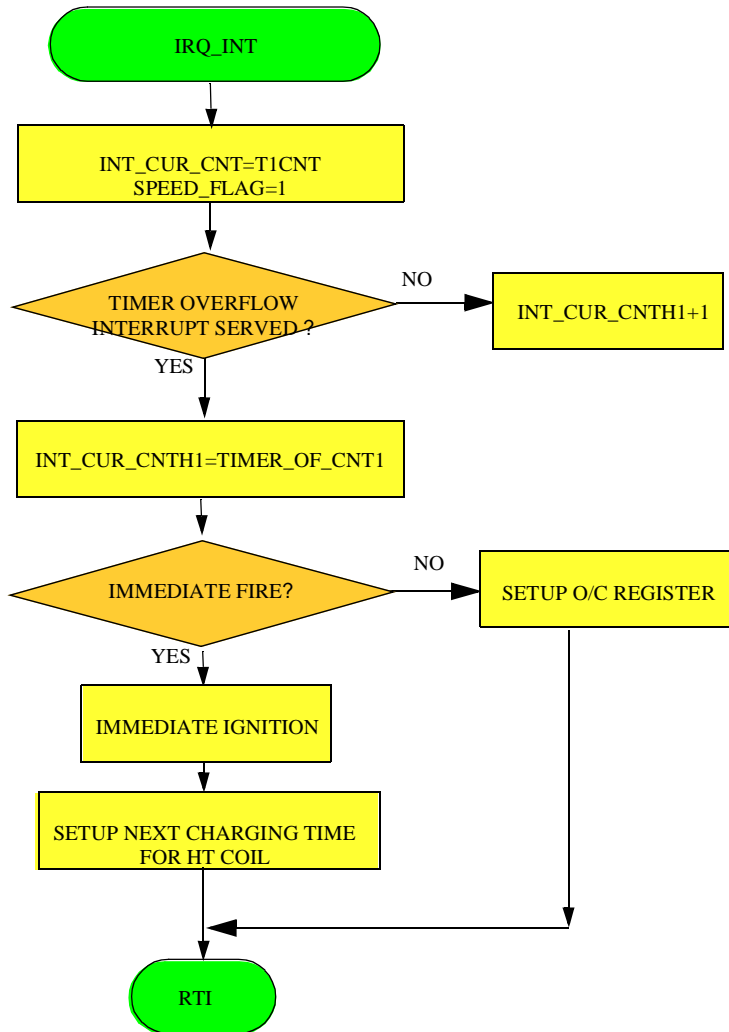 IRQ_INT
INT_CUR_CNT=T1CNT
SPEED_FLAG=1
TIMER OVERFLOW
INTERRUPT SERVED ?
NO
INT_CUR_CNTH1+1
YES
INT_CUR_CNTH1=TIMER_OF_CNT1
IMMEDIATE FIRE?
NO
SETUP O/C REGISTER
YES
IMMEDIATE IGNITION
SETUP NEXT CHARGING TIME
FOR HT COIL
RTI